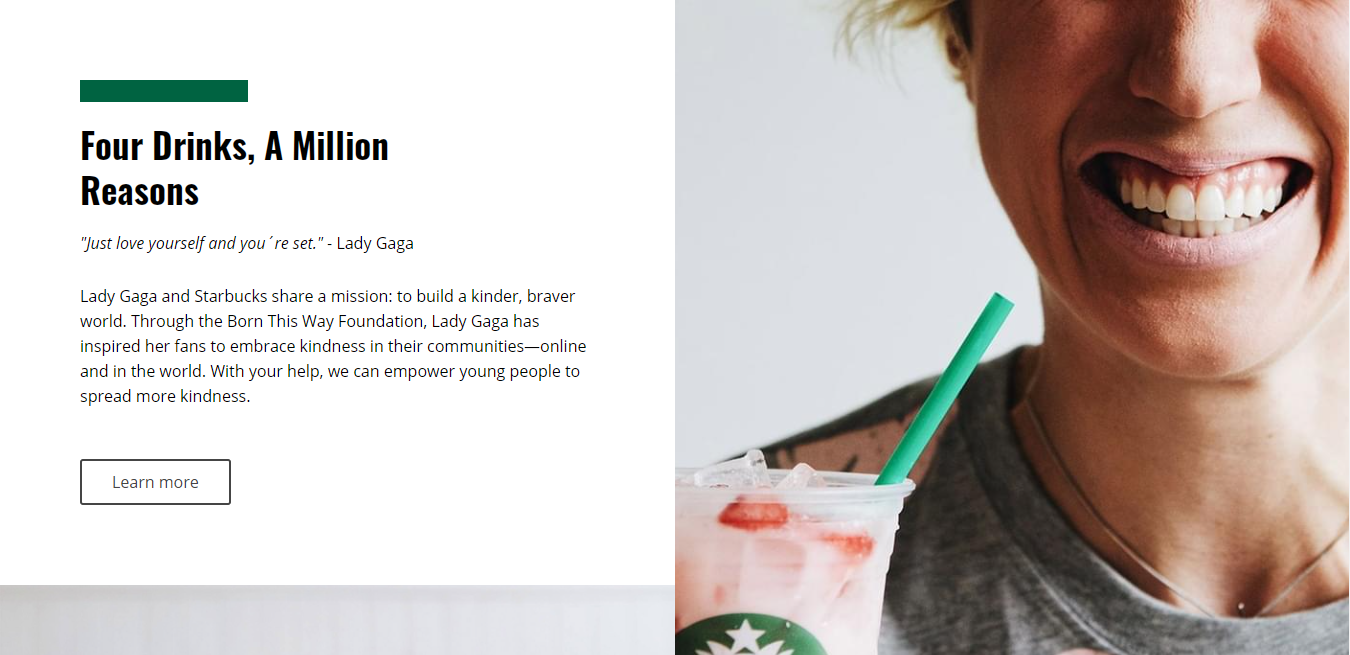 Four Drinks, A Million
Reasons
"Just love yourself and you´re set." - Lady Gaga
Lady Gaga and Starbucks share a mission: to build a kinder, braver
world. Through the Born This Way Foundation, Lady Gaga has
inspired her fans to embrace kindness in their communities—online
and in the world. With your help, we can empower young people to
spread more kindness.
Learn more